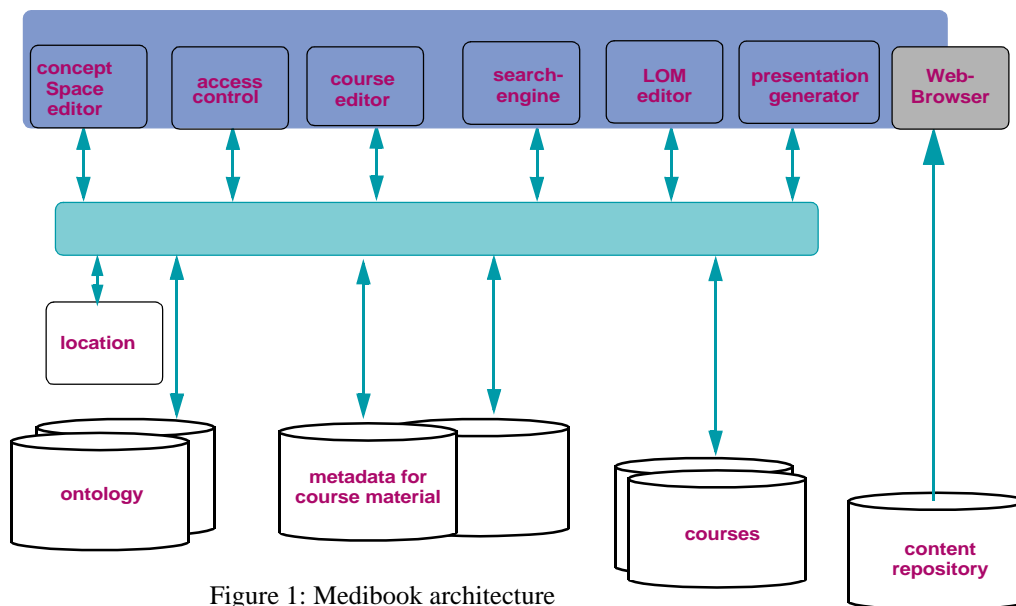 concept
Space
editor
access
control
course
editor
search-
engine
LOM
editor
presentation
generator
Web-
Browser
location
ontology
metadata for
course material
courses
content
repository
Figure 1: Medibook architecture